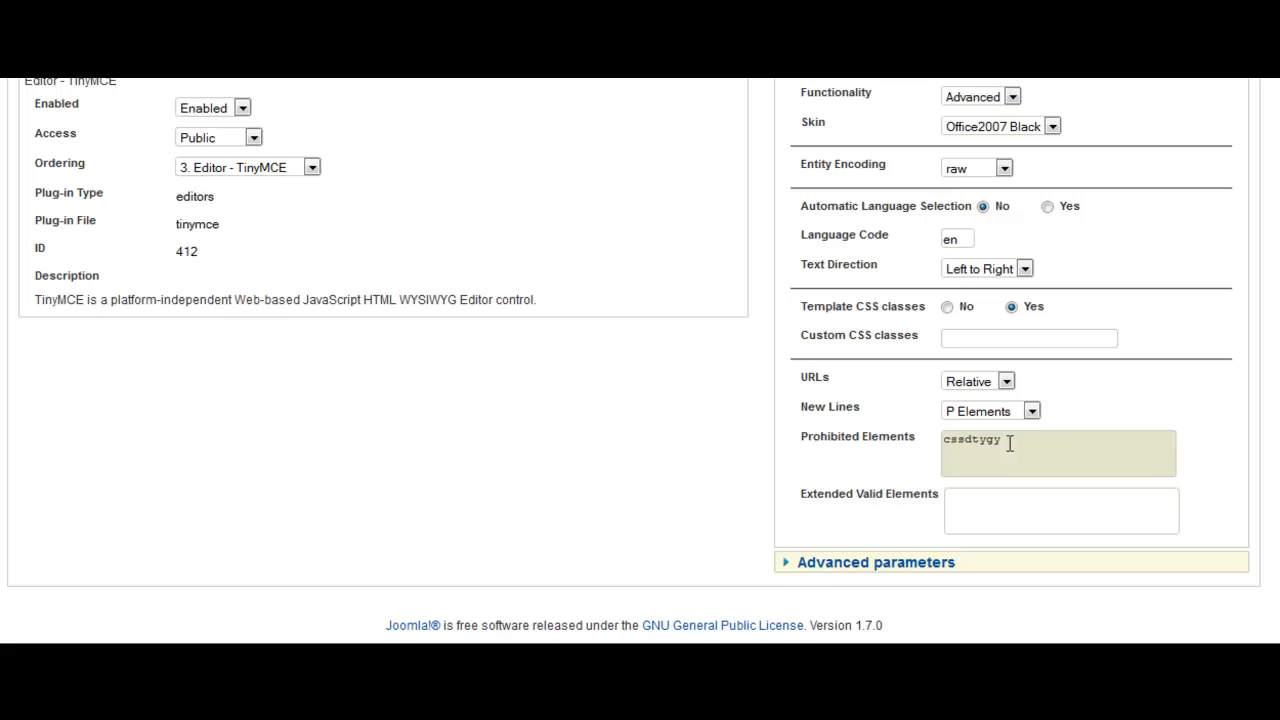 Editor - TinyMCE
Enabled Enabled
Access Public
Ordering 3. Editor - TinyMCE
Plug-in Type editors
Plug-in File tinymce
ID 412
Description
TinyMCE is a platform-independent Web-based JavaScript HTML WYSIWYG Editor control.
Functionality Advanced
Skin Office2007 Black
Entity Encoding raw
Automatic Language Selection No Yes
Language Code en
Text Direction Left to Right
Template CSS classes No Yes
Custom CSS classes
URLs Relative
New Lines P Elements
Prohibited Elements cssdtygy
Extended Valid Elements
Advanced parameters
Joomla!® is free software released under the GNU General Public License. Version 1.7.0